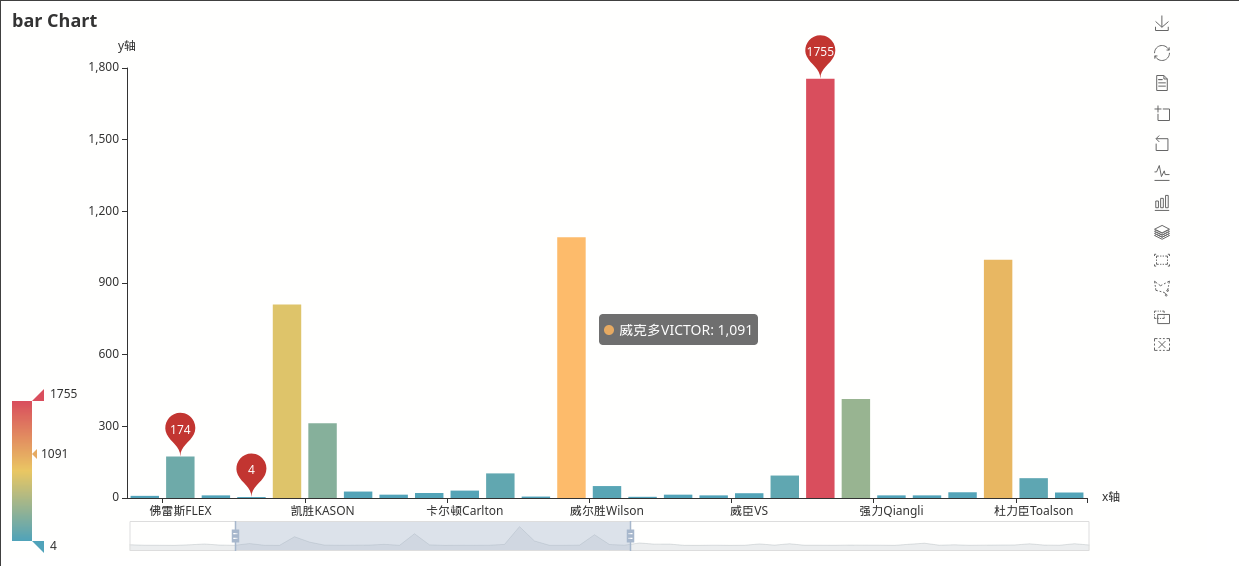 bar Chart
y轴
1,800
1,500
1,200
900
600
300
0
1755
174
4
威克多VICTOR: 1,091
1755
1091
4
佛雷斯FLEX
凯胜KASON
卡尔顿Carlton
威尔胜Wilson
威臣VS
强力Qiangli
杜力臣Toalson
x轴